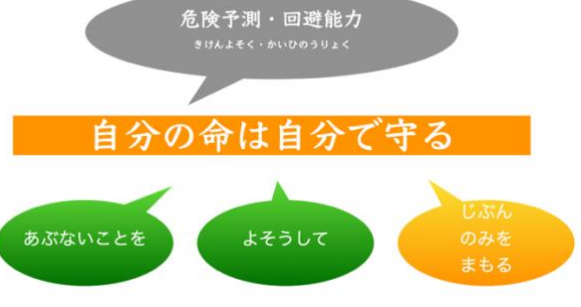 危険予測・回避能力
きけんよそく・かいひのうりょく
自分の命は自分で守る
あぶないことを
よそうして
じぶん
のみを
まもる